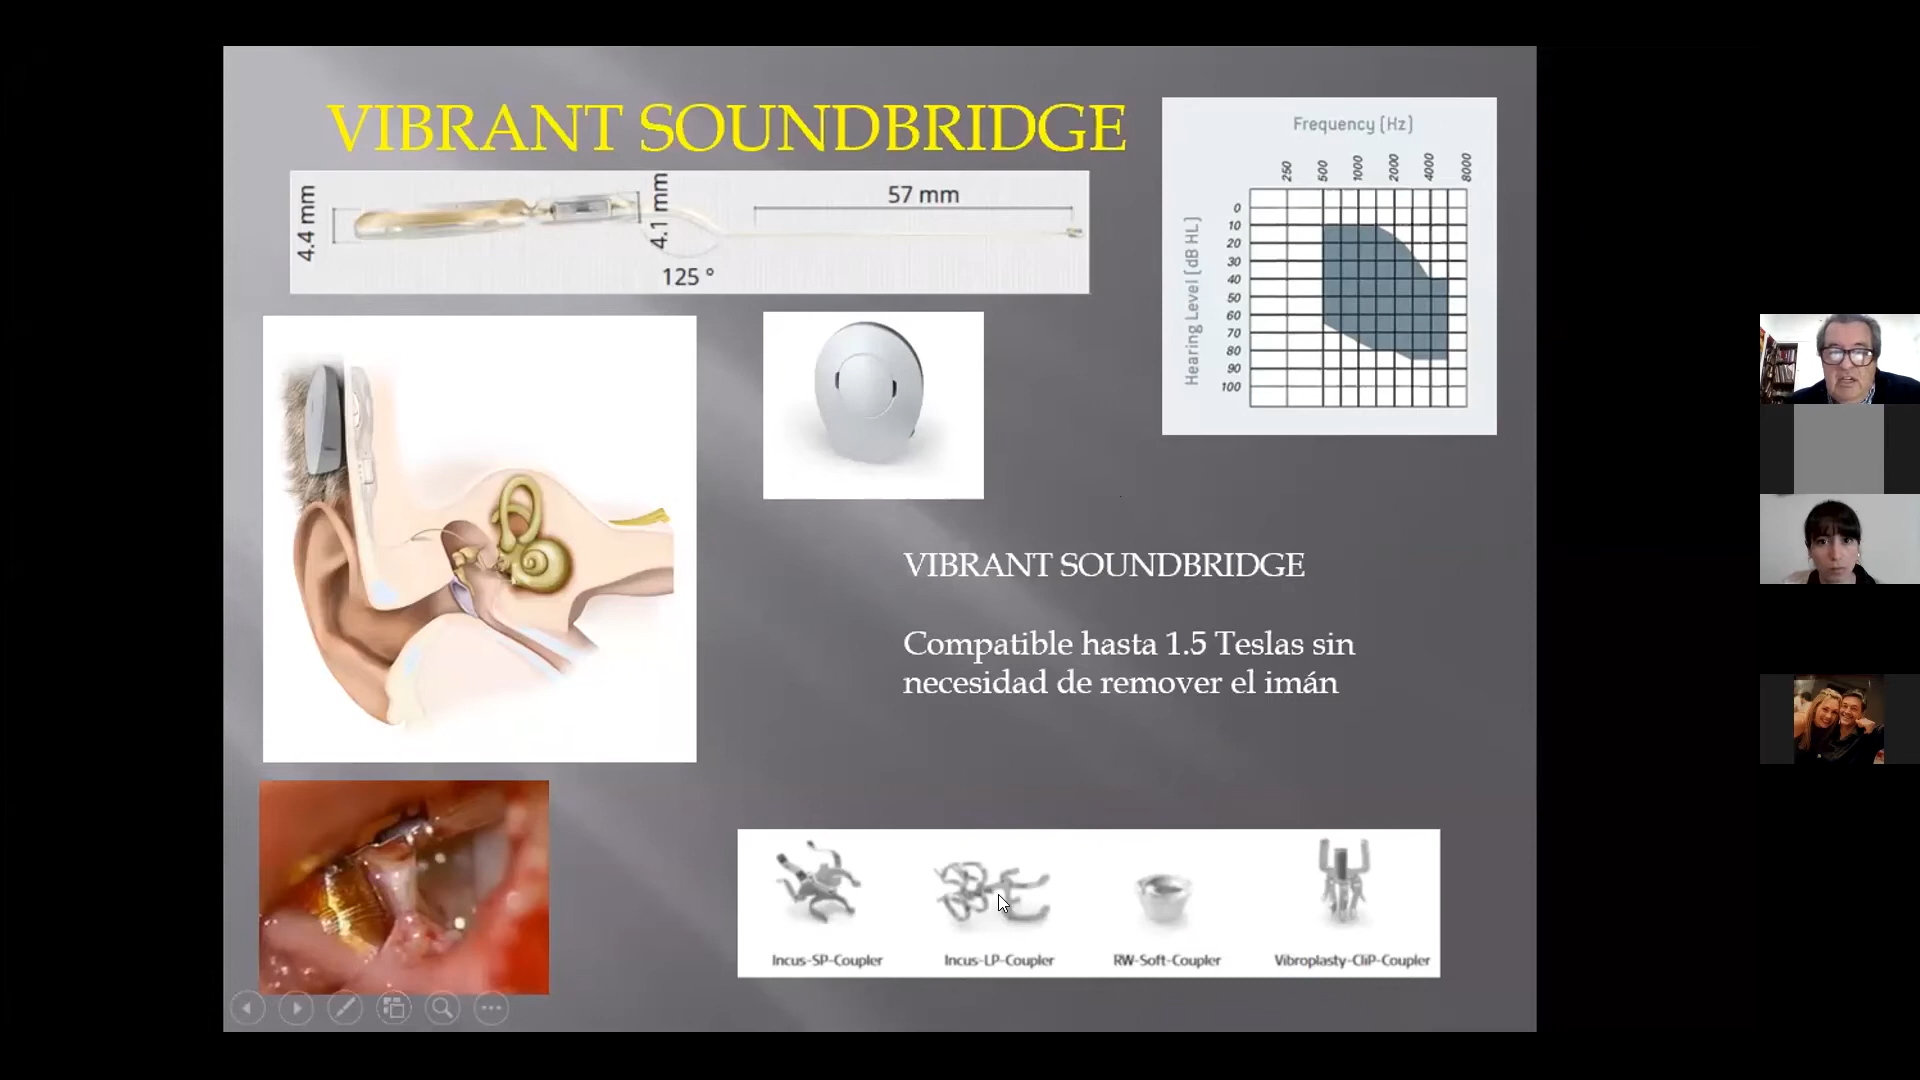 VIBRANT SOUNDBRIDGE
4.4 mm
4.1 mm
57 mm
125 °
Frequency (Hz)
250 500 1000 2000 4000 8000
Hearing Level (dB HL)
0
10
20
30
40
50
60
70
80
90
100
VIBRANT SOUNDBRIDGE
Compatible hasta 1.5 Teslas sin
necesidad de remover el imán
Incus-SP-Coupler Incus-LP-Coupler RW-Soft-Coupler Vibroplasty-CliP-Coupler